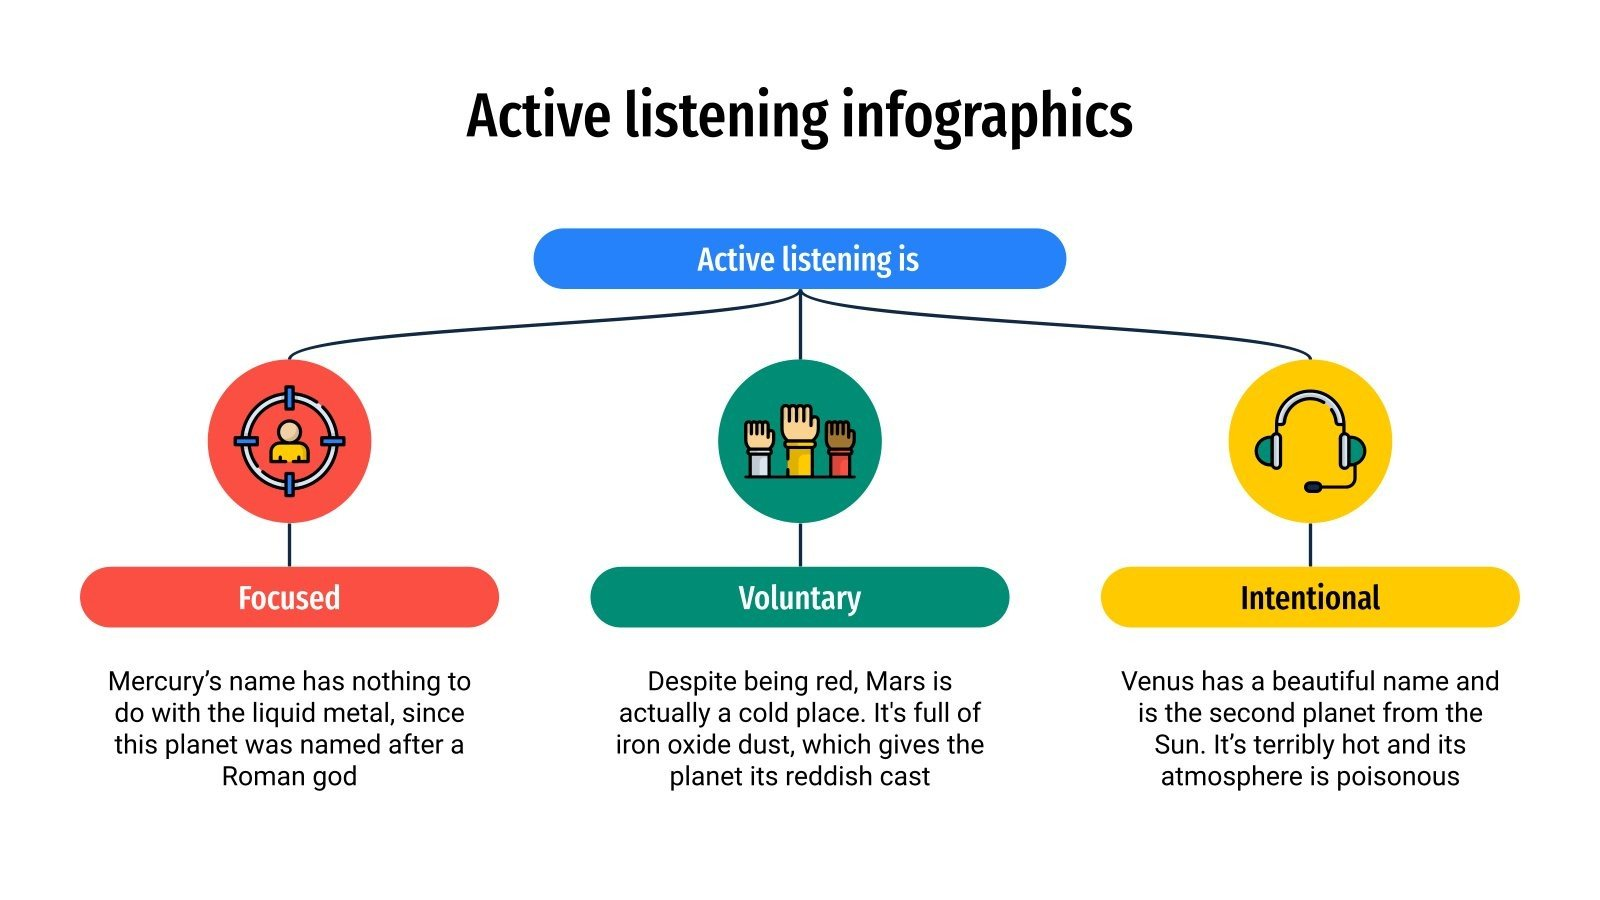 Active listening infographics
Active listening is
Focused
Voluntary
Intentional
Mercury’s name has nothing to
do with the liquid metal, since
this planet was named after a
Roman god
Despite being red, Mars is
actually a cold place. It's full of
iron oxide dust, which gives the
planet its reddish cast
Venus has a beautiful name and
is the second planet from the
Sun. It’s terribly hot and its
atmosphere is poisonous